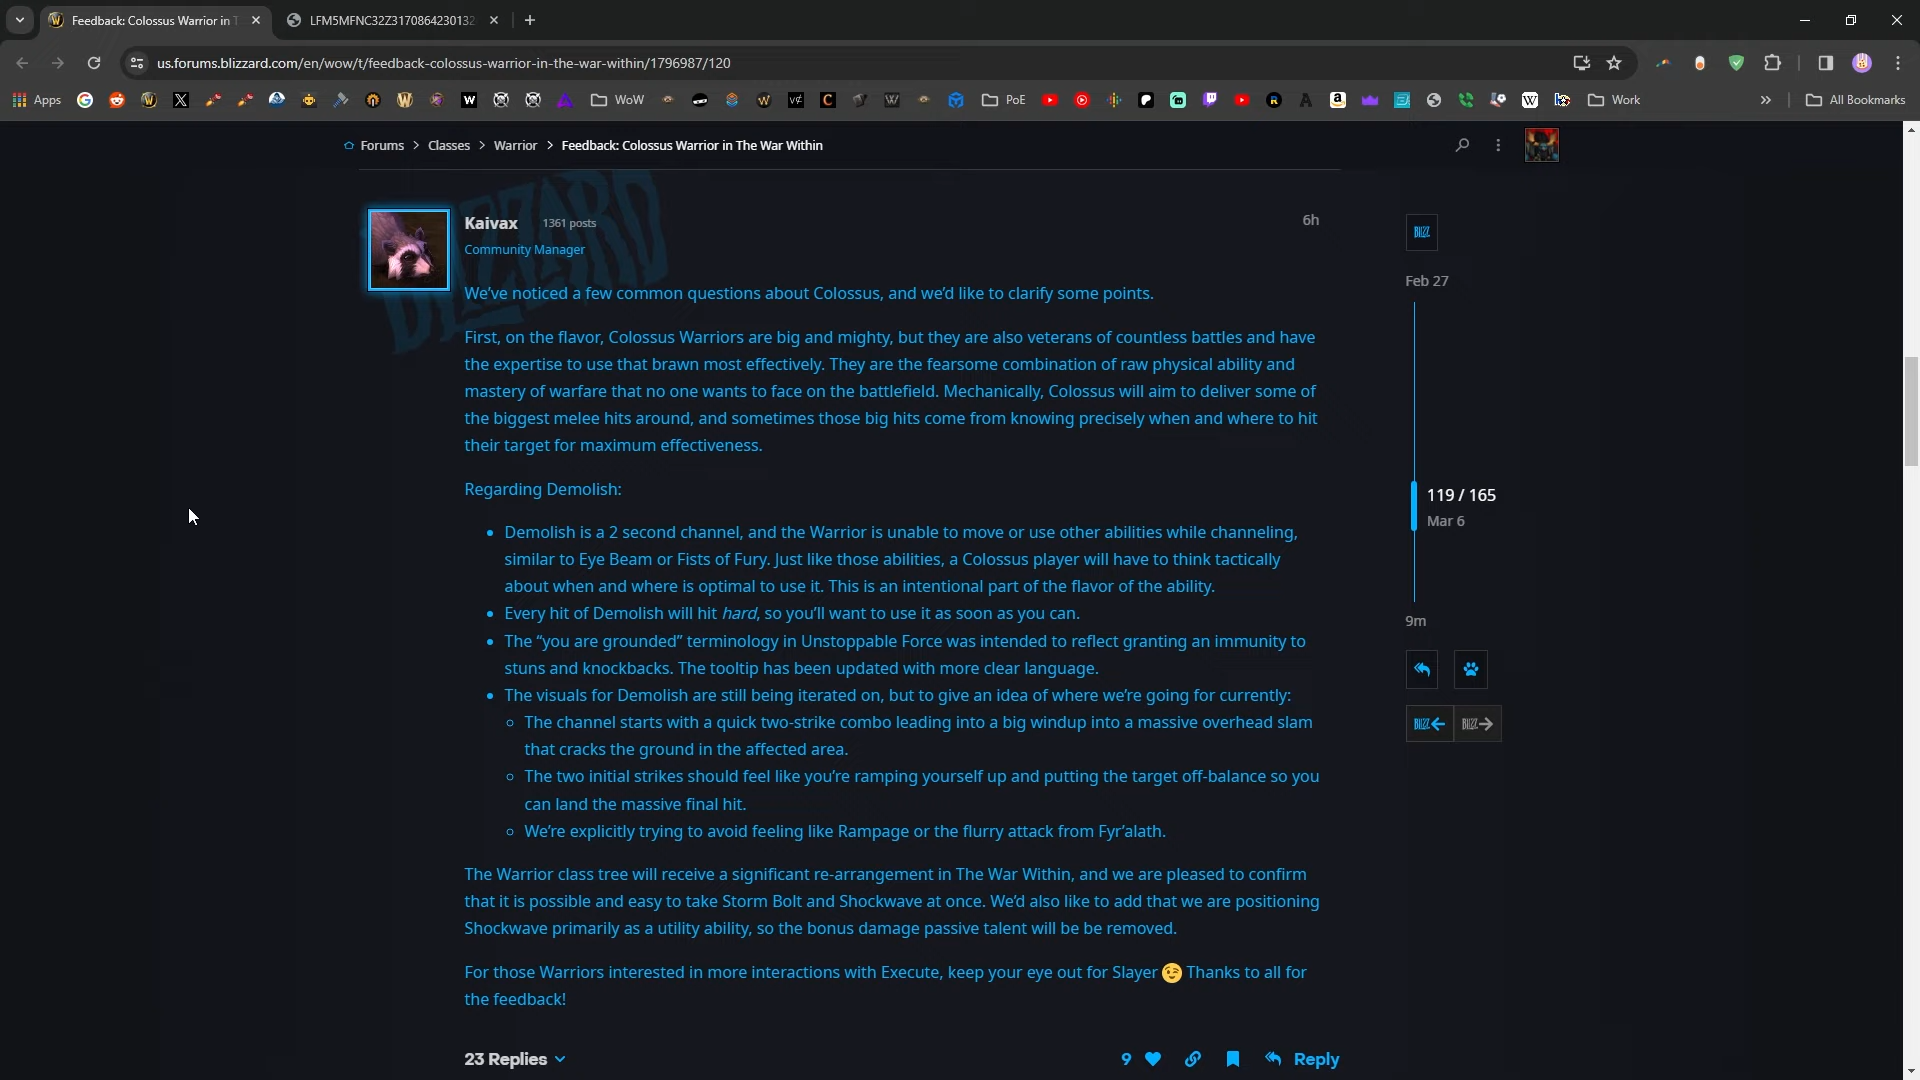 Feedback: Colossus Warrior in T
LFM5MFNC32Z3170864230132
us.forums.blizzard.com/en/wow/t/feedback-colossus-warrior-in-the-war-within/1796987/120
Apps
WoW
PoE
Work
All Bookmarks
Forums > Classes > Warrior > Feedback: Colossus Warrior in The War Within
BLIZZARD
Kaivax 1361 posts
6h
Community Manager
We've noticed a few common questions about Colossus, and we'd like to clarify some points.
First, on the flavor, Colossus Warriors are big and mighty, but they are also veterans of countless battles and have
the expertise to use that brawn most effectively. They are the fearsome combination of raw physical ability and
mastery of warfare that no one wants to face on the battlefield. Mechanically, Colossus will aim to deliver some of
the biggest melee hits around, and sometimes those big hits come from knowing precisely when and where to hit
their target for maximum effectiveness.
Regarding Demolish:
• Demolish is a 2 second channel, and the Warrior is unable to move or use other abilities while channeling,
similar to Eye Beam or Fists of Fury. Just like those abilities, a Colossus player will have to think tactically
about when and where is optimal to use it. This is an intentional part of the flavor of the ability.
• Every hit of Demolish will hit hard, so you'll want to use it as soon as you can.
• The “you are grounded” terminology in Unstoppable Force was intended to reflect granting an immunity to
stuns and knockbacks. The tooltip has been updated with more clear language.
• The visuals for Demolish are still being iterated on, but to give an idea of where we're going for currently:
◦ The channel starts with a quick two-strike combo leading into a big windup into a massive overhead slam
that cracks the ground in the affected area.
◦ The two initial strikes should feel like you're ramping yourself up and putting the target off-balance so you
can land the massive final hit.
◦ We're explicitly trying to avoid feeling like Rampage or the flurry attack from Fyr'alath.
The Warrior class tree will receive a significant re-arrangement in The War Within, and we are pleased to confirm
that it is possible and easy to take Storm Bolt and Shockwave at once. We'd also like to add that we are positioning
Shockwave primarily as a utility ability, so the bonus damage passive talent will be be removed.
For those Warriors interested in more interactions with Execute, keep your eye out for Slayer 😉 Thanks to all for
the feedback!
23 Replies
9
Reply
BLIZZ
Feb 27
119 / 165
Mar 6
9m
BLIZZ
BLIZZ